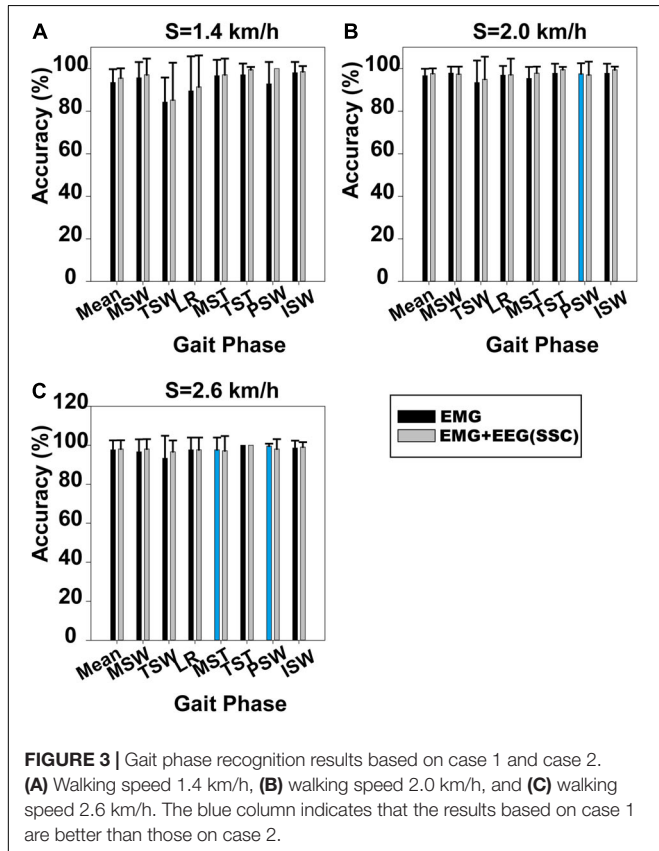 A
S=1.4 km/h
Accuracy (%)
100
80
60
40
20
0
Mean
MSW
TSW
LR
MST
TST
PSW
ISW
Gait Phase
B
S=2.0 km/h
Accuracy (%)
100
80
60
40
20
0
Mean
MSW
TSW
LR
MST
TST
PSW
ISW
Gait Phase
C
S=2.6 km/h
Accuracy (%)
120
100
80
60
40
20
0
Mean
MSW
TSW
LR
MST
TST
PSW
ISW
Gait Phase
EMG
EMG+EEG(SSC)
FIGURE 3 | Gait phase recognition results based on case 1 and case 2.
(A) Walking speed 1.4 km/h, (B) walking speed 2.0 km/h, and (C) walking
speed 2.6 km/h. The blue column indicates that the results based on case 1
are better than those on case 2.